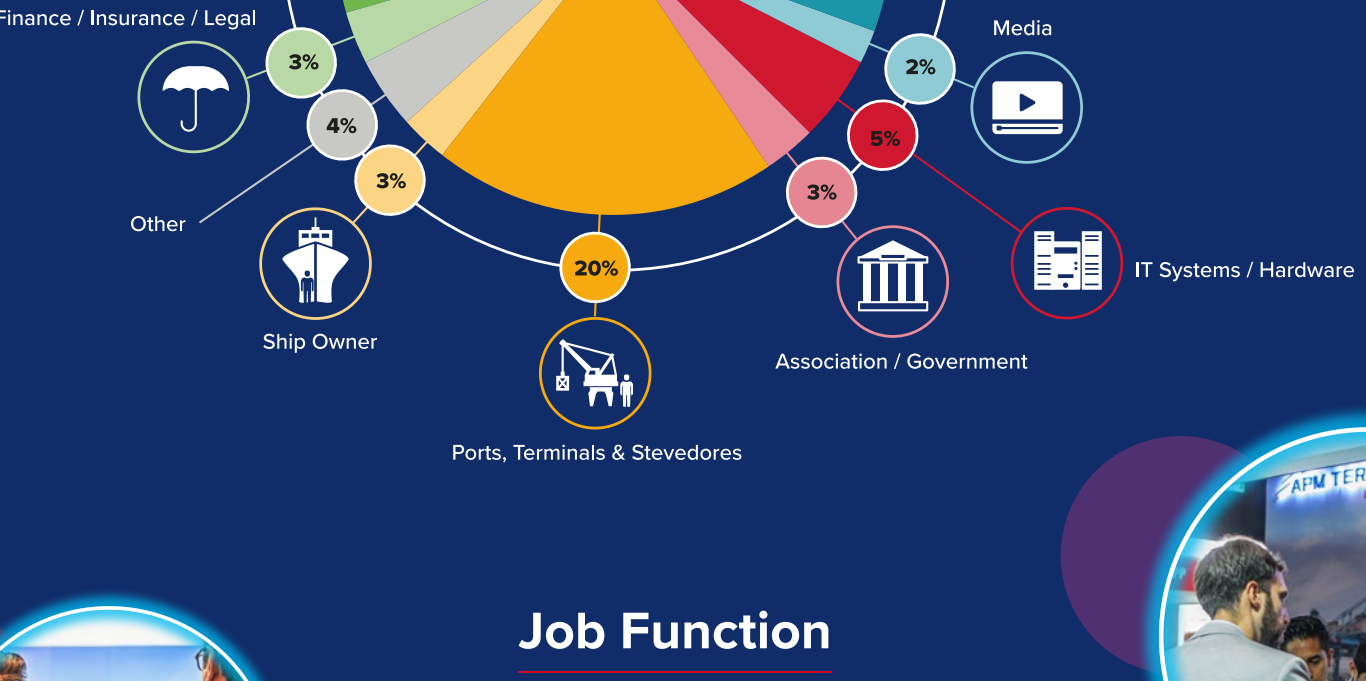 Finance / Insurance / Legal
3%
4%
3%
Other
Ship Owner
20%
Ports, Terminals & Stevedores
3%
Association / Government
5%
IT Systems / Hardware
2%
Media
APM TER
Job Function